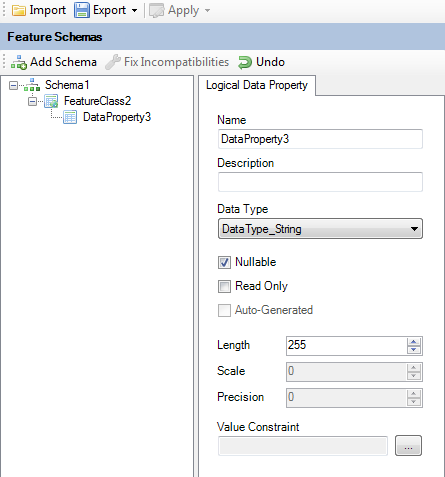 Import Export Apply
Feature Schemas
Add Schema Fix Incompatibilities Undo
Schema1
FeatureClass2
DataProperty3
Logical Data Property
Name
DataProperty3
Description
Data Type
DataType_String
Nullable
Read Only
Auto-Generated
Length 255
Scale 0
Precision 0
Value Constraint
...